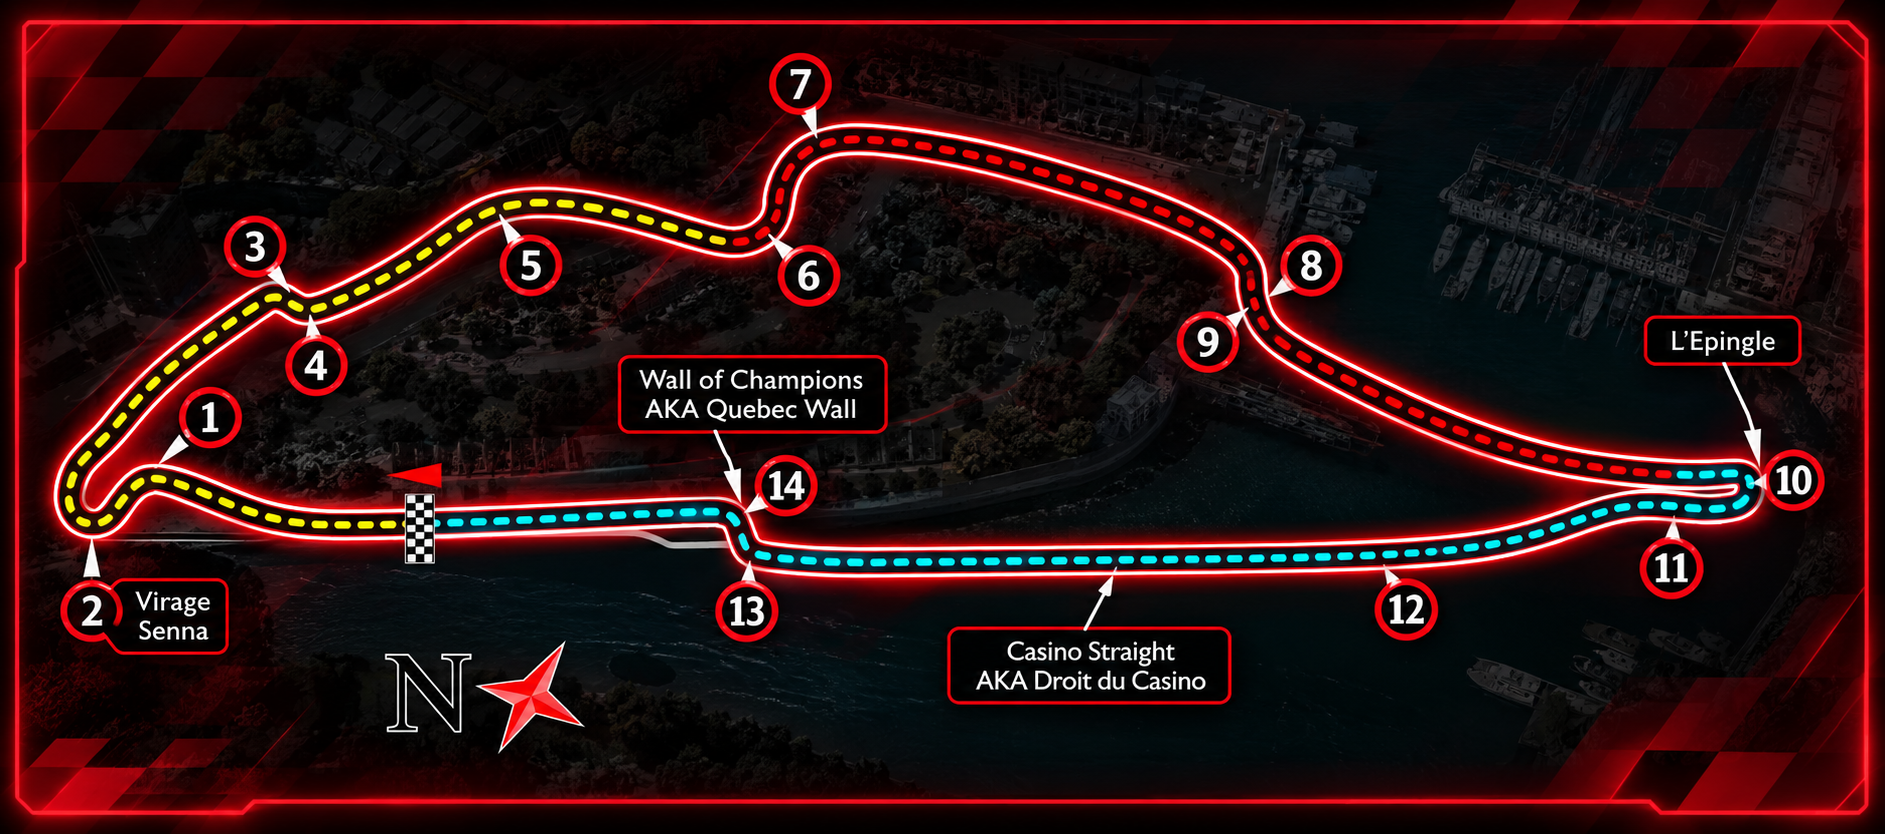 7
3
5
6
8
9
L'Epingle
4
Wall of Champions
AKA Quebec Wall
1
14
10
11
2
Virage
Senna
13
12
Casino Straight
AKA Droit du Casino
N